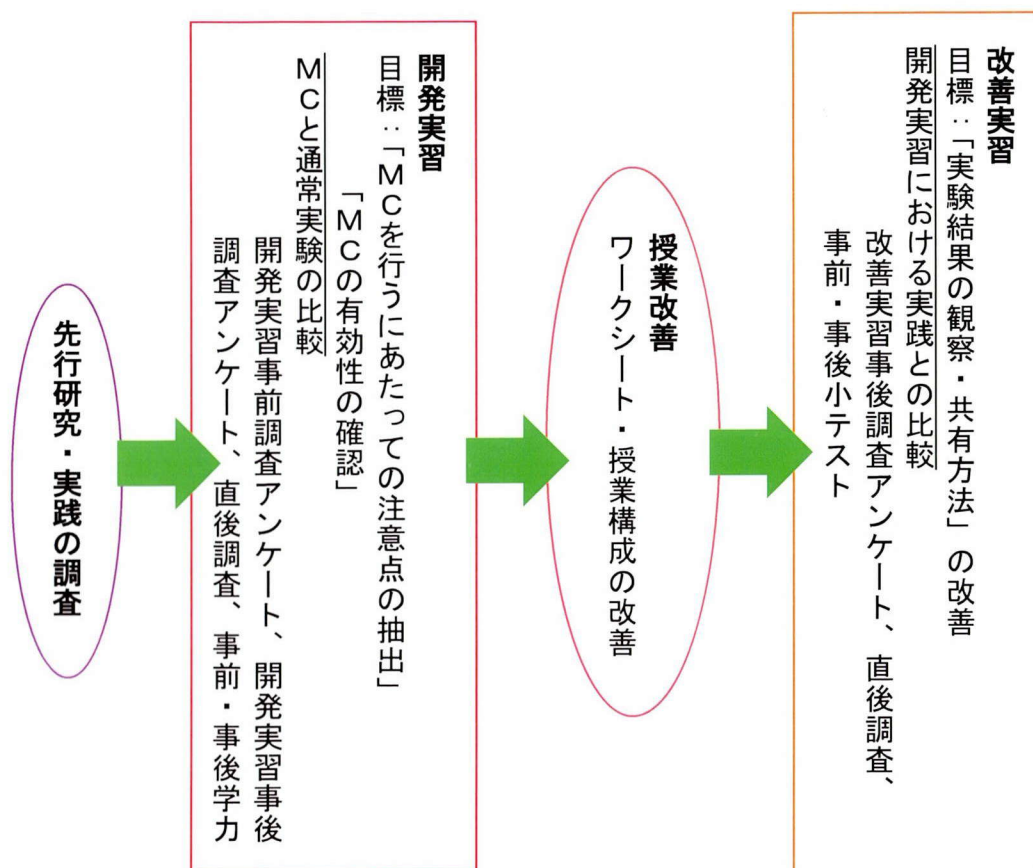 先行研究・実践の調査
開発実習
目標：「ＭＣを行うにあたっての注意点の抽出」
「ＭＣの有効性の確認」
ＭＣと通常実験の比較
開発実習事前調査アンケート、開発実習事後
調査アンケート、直後調査、事前・事後学力
授業改善
ワークシート・授業構成の改善
改善実習
目標：「実験結果の観察・共有方法」の改善
開発実習における実践との比較
改善実習事後調査アンケート、直後調査、
事前・事後小テスト